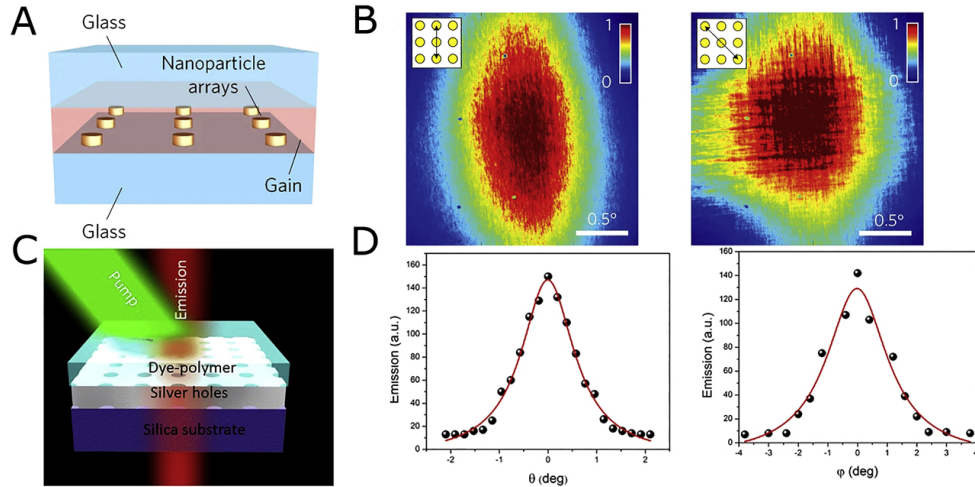 A
Glass
Nanoparticle
arrays
Gain
Glass
B
1
0
0.5°
1
0
0.5°
C
Pump
Emission
Dye-polymer
Silver holes
Silica substrate
D
160
140
120
100
80
60
40
20
0
Emission (a.u.)
-2
-1
0
1
2
θ (deg)
160
140
120
100
80
60
40
20
0
Emission (a.u.)
-4
-3
-2
-1
0
1
2
3
4
φ (deg)